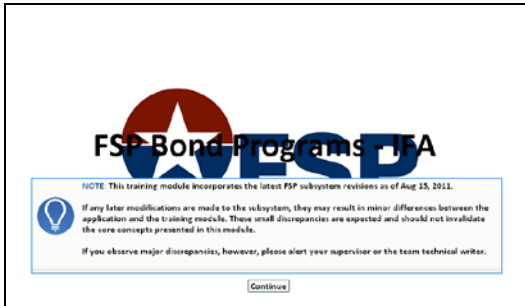 FSP
FSP Bond Programs - IFA
NOTE: This training module incorporates the latest FSP subsystem revisions as of Aug 15, 2011.
If any later modifications are made to the subsystem, they may result in minor differences between the
application and the training module. These small discrepancies are expected and should not invalidate
the core concepts presented in this module.
If you observe major discrepancies, however, please alert your supervisor or the team technical writer.
Continue